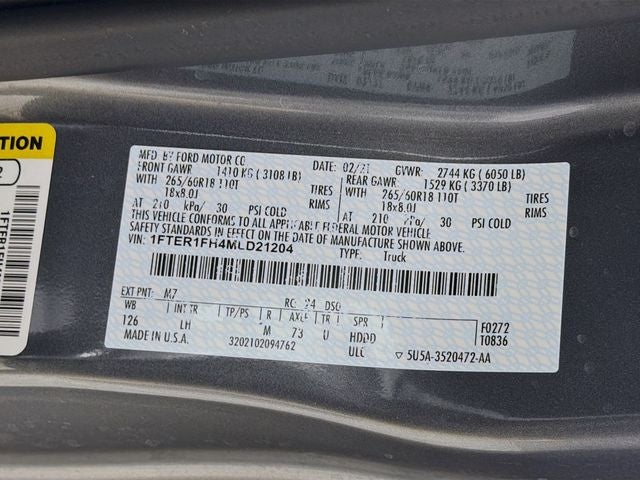 MFD. BY FORD MOTOR CO. DATE: 02/21 GVWR: 2744 KG ( 6050 LB)
FRONT GAWR: 1410 KG ( 3108 LB) REAR GAWR: 1529 KG ( 3370 LB)
WITH 265/60R18 110T TIRES WITH 265/60R18 110T TIRES
18x8.0J RIMS 18x8.0J RIMS
AT 210 kPa/ 30 PSI COLD AT 210 kPa/ 30 PSI COLD
THIS VEHICLE CONFORMS TO ALL APPLICABLE FEDERAL MOTOR VEHICLE
SAFETY STANDARDS IN EFFECT ON THE DATE OF MANUFACTURE SHOWN ABOVE.
VIN: 1FTER1FH4MLD21204
TYPE: Truck
EXT PNT: M7 RC: 24 DSO: F0272
WB INT TR TP/PS R AXLE TR SPR T0836
126 LH M 73 U HDDD
MADE IN U.S.A. 3202102094762 ULC 5U5A-3520472-AA